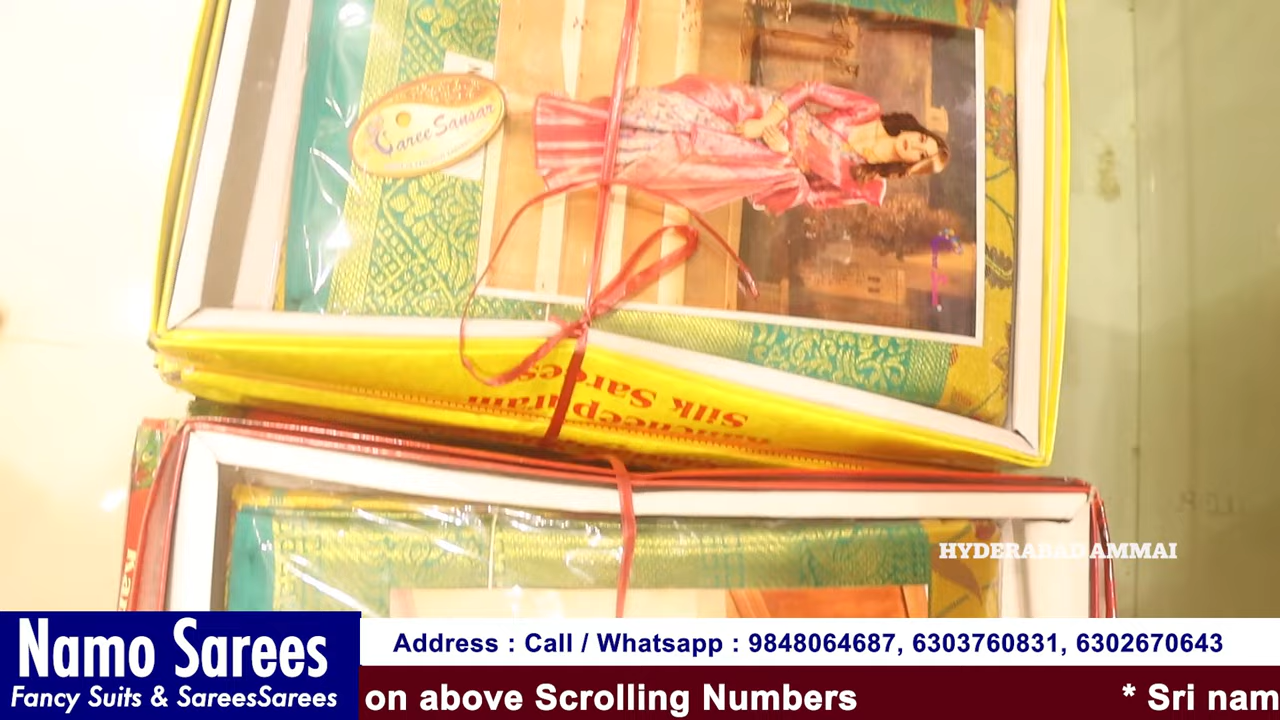 Caree Sansar
Silk Sarees
HYDERABAD AMMAI
Namo Sarees
Fancy Suits & SareesSarees
Address : Call / Whatsapp : 9848064687, 6303760831, 6302670643
on above Scrolling Numbers
* Sri nam